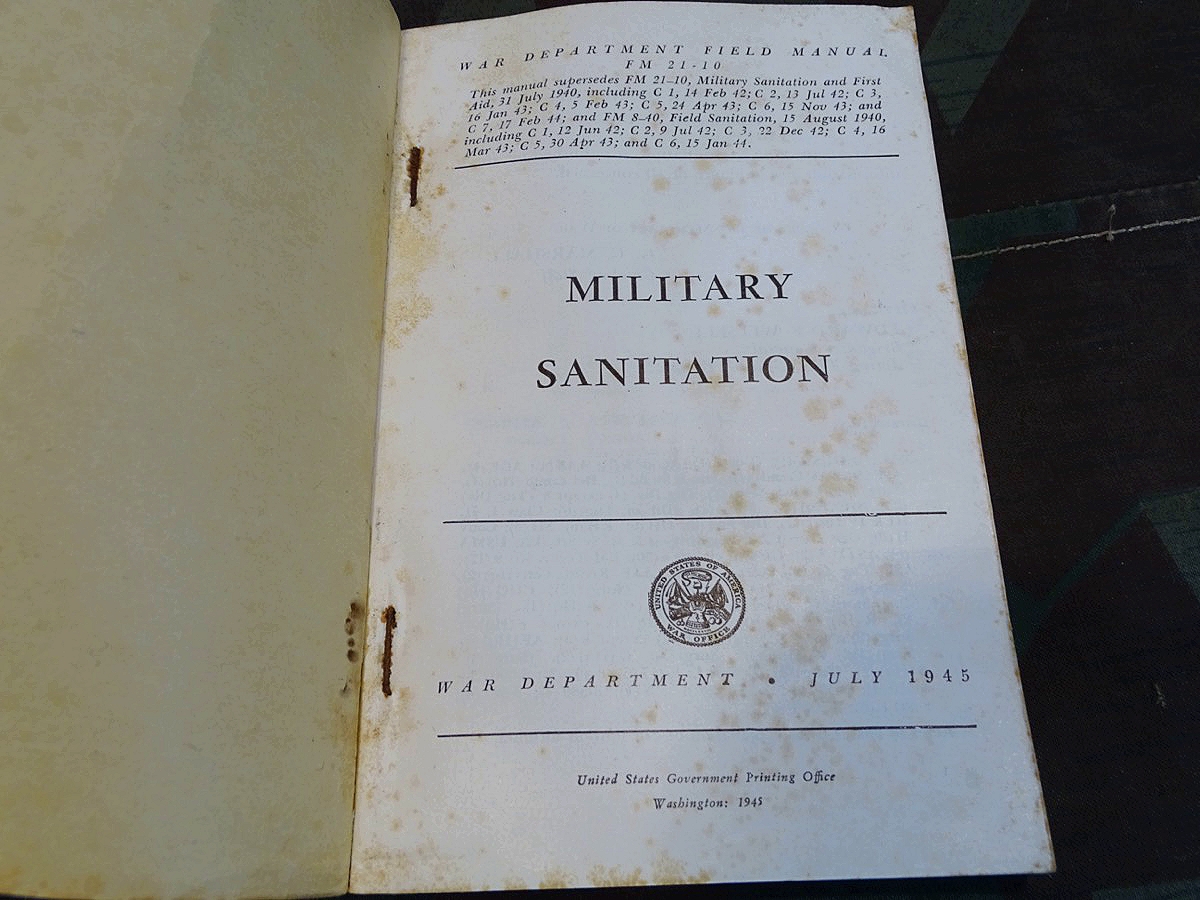 WAR DEPARTMENT FIELD MANUAL
FM 21-10
This manual supersedes FM 21-10, Military Sanitation and First
Aid, 31 July 1940, including C 1, 14 Feb 42; C 2, 13 Jul 42; C 3,
16 Jan 43; C 4, 5 Feb 43; C 5, 24 Apr 43; C 6, 15 Nov 43; and
C 7, 17 Feb 44; and FM 8-40, Field Sanitation, 15 August 1940,
including C 1, 12 Jun 42; C 2, 9 Jul 42; C 3, 22 Dec 42; C 4, 16
Mar 43; C 5, 30 Apr 43; and C 6, 15 Jan 44.
MILITARY
SANITATION
UNITED STATES OF AMERICA
WAR OFFICE
WAR DEPARTMENT • JULY 1945
United States Government Printing Office
Washington: 1945